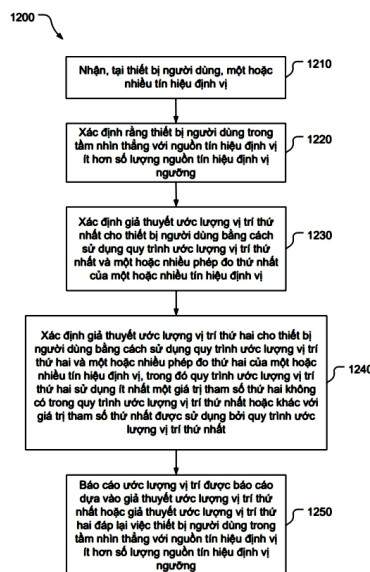 1200
Nhận, tại thiết bị người dùng, một hoặc
nhiều tín hiệu định vị
1210
Xác định rằng thiết bị người dùng trong
tầm nhìn thẳng với nguồn tín hiệu định vị
ít hơn số lượng nguồn tín hiệu định vị
ngưỡng
1220
Xác định giả thuyết ước lượng vị trí thứ
nhất cho thiết bị người dùng bằng cách
sử dụng quy trình ước lượng vị trí thứ
nhất và một hoặc nhiều phép đo thứ nhất
của một hoặc nhiều tín hiệu định vị
1230
Xác định giả thuyết ước lượng vị trí thứ hai cho thiết bị
người dùng bằng cách sử dụng quy trình ước lượng vị trí
thứ hai và một hoặc nhiều phép đo thứ hai của một hoặc
nhiều tín hiệu định vị, trong đó quy trình ước lượng vị trí
thứ hai sử dụng ít nhất một giá trị tham số thứ hai không
có trong quy trình ước lượng vị trí thứ nhất hoặc khác với
giá trị tham số thứ nhất được sử dụng bởi quy trình ước
lượng vị trí thứ nhất
1240
Báo cáo ước lượng vị trí được báo cáo
dựa vào giả thuyết ước lượng vị trí thứ
nhất hoặc giả thuyết ước lượng vị trí thứ
hai đáp lại việc thiết bị người dùng trong
tầm nhìn thẳng với nguồn tín hiệu định vị
ít hơn số lượng nguồn tín hiệu định vị
ngưỡng
1250